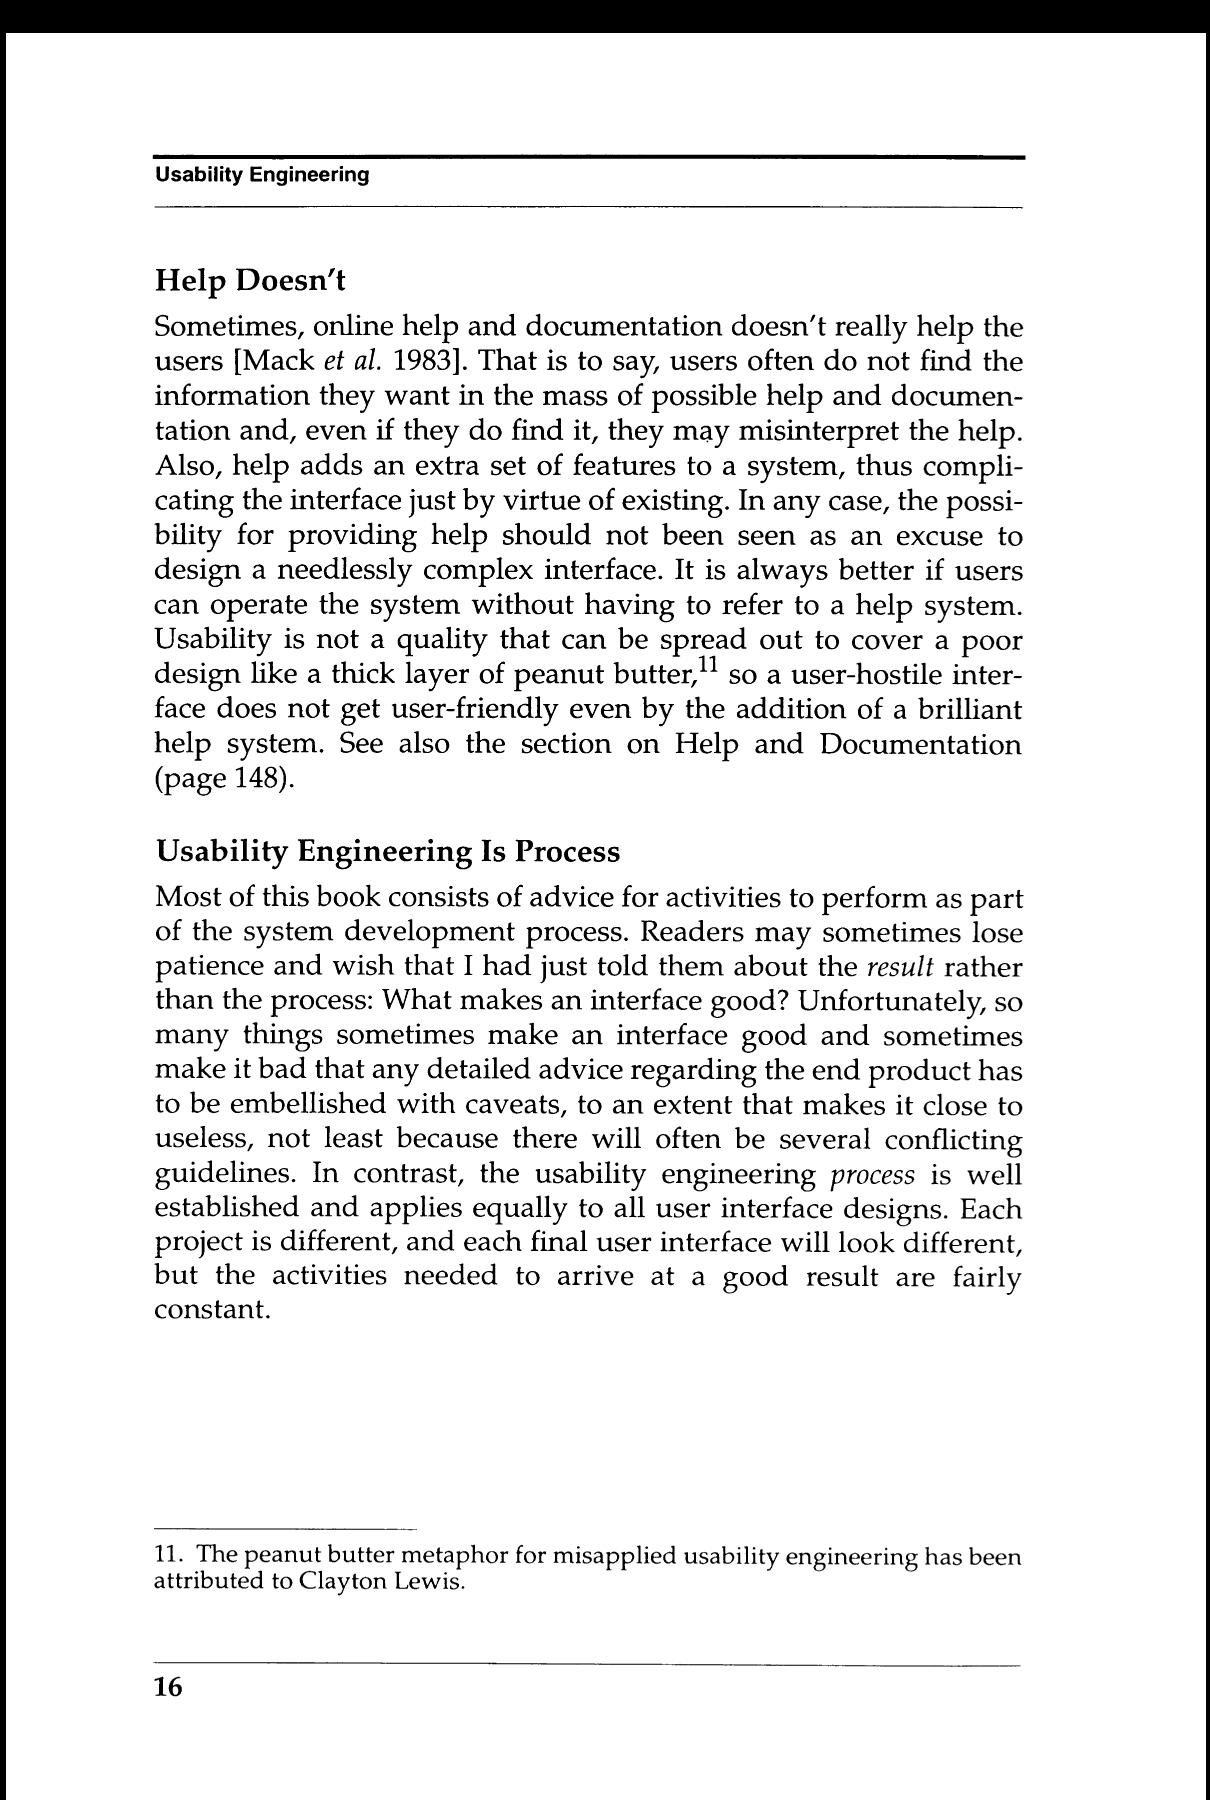 Usability Engineering
Help Doesn't
Sometimes, online help and documentation doesn't really help the
users [Mack et al. 1983]. That is to say, users often do not find the
information they want in the mass of possible help and documen-
tation and, even if they do find it, they may misinterpret the help.
Also, help adds an extra set of features to a system, thus compli-
cating the interface just by virtue of existing. In any case, the possi-
bility for providing help should not been seen as an excuse to
design a needlessly complex interface. It is always better if users
can operate the system without having to refer to a help system.
Usability is not a quality that can be spread out to cover a poor
design like a thick layer of peanut butter,11 so a user-hostile inter-
face does not get user-friendly even by the addition of a brilliant
help system. See also the section on Help and Documentation
(page 148).
Usability Engineering Is Process
Most of this book consists of advice for activities to perform as part
of the system development process. Readers may sometimes lose
patience and wish that I had just told them about the result rather
than the process: What makes an interface good? Unfortunately, so
many things sometimes make an interface good and sometimes
make it bad that any detailed advice regarding the end product has
to be embellished with caveats, to an extent that makes it close to
useless, not least because there will often be several conflicting
guidelines. In contrast, the usability engineering process is well
established and applies equally to all user interface designs. Each
project is different, and each final user interface will look different,
but the activities needed to arrive at a good result are fairly
constant.
11. The peanut butter metaphor for misapplied usability engineering has been
attributed to Clayton Lewis.
16